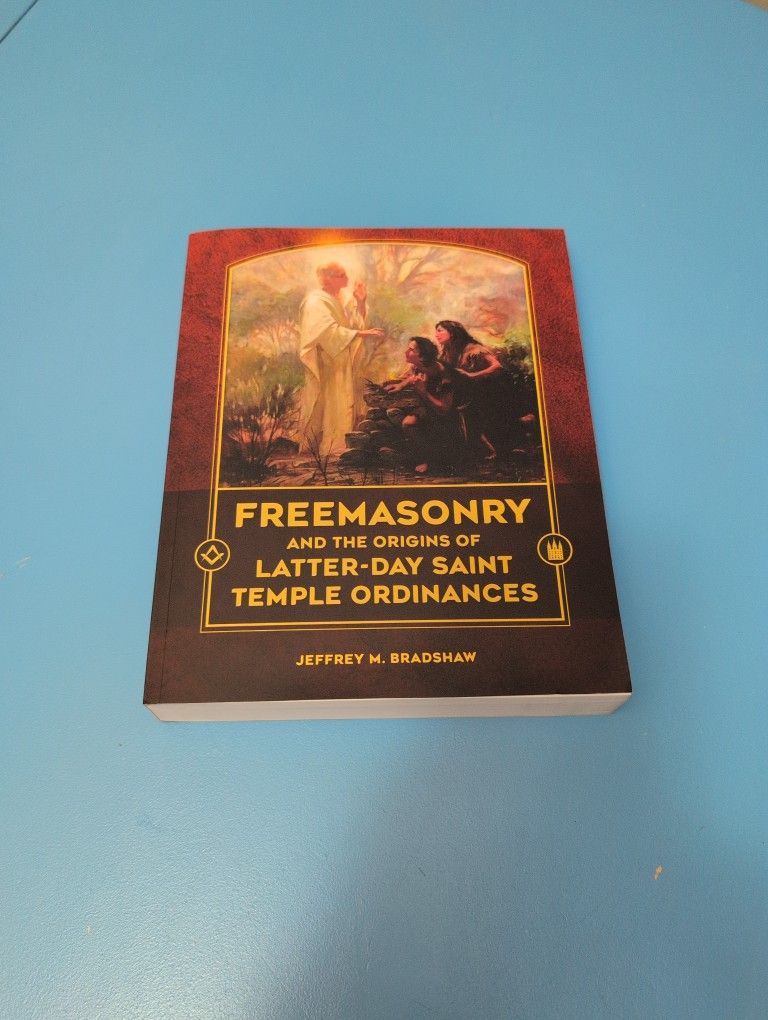 FREEMASONRY
AND THE ORIGINS OF
LATTER-DAY SAINT
TEMPLE ORDINANCES
JEFFREY M. BRADSHAW